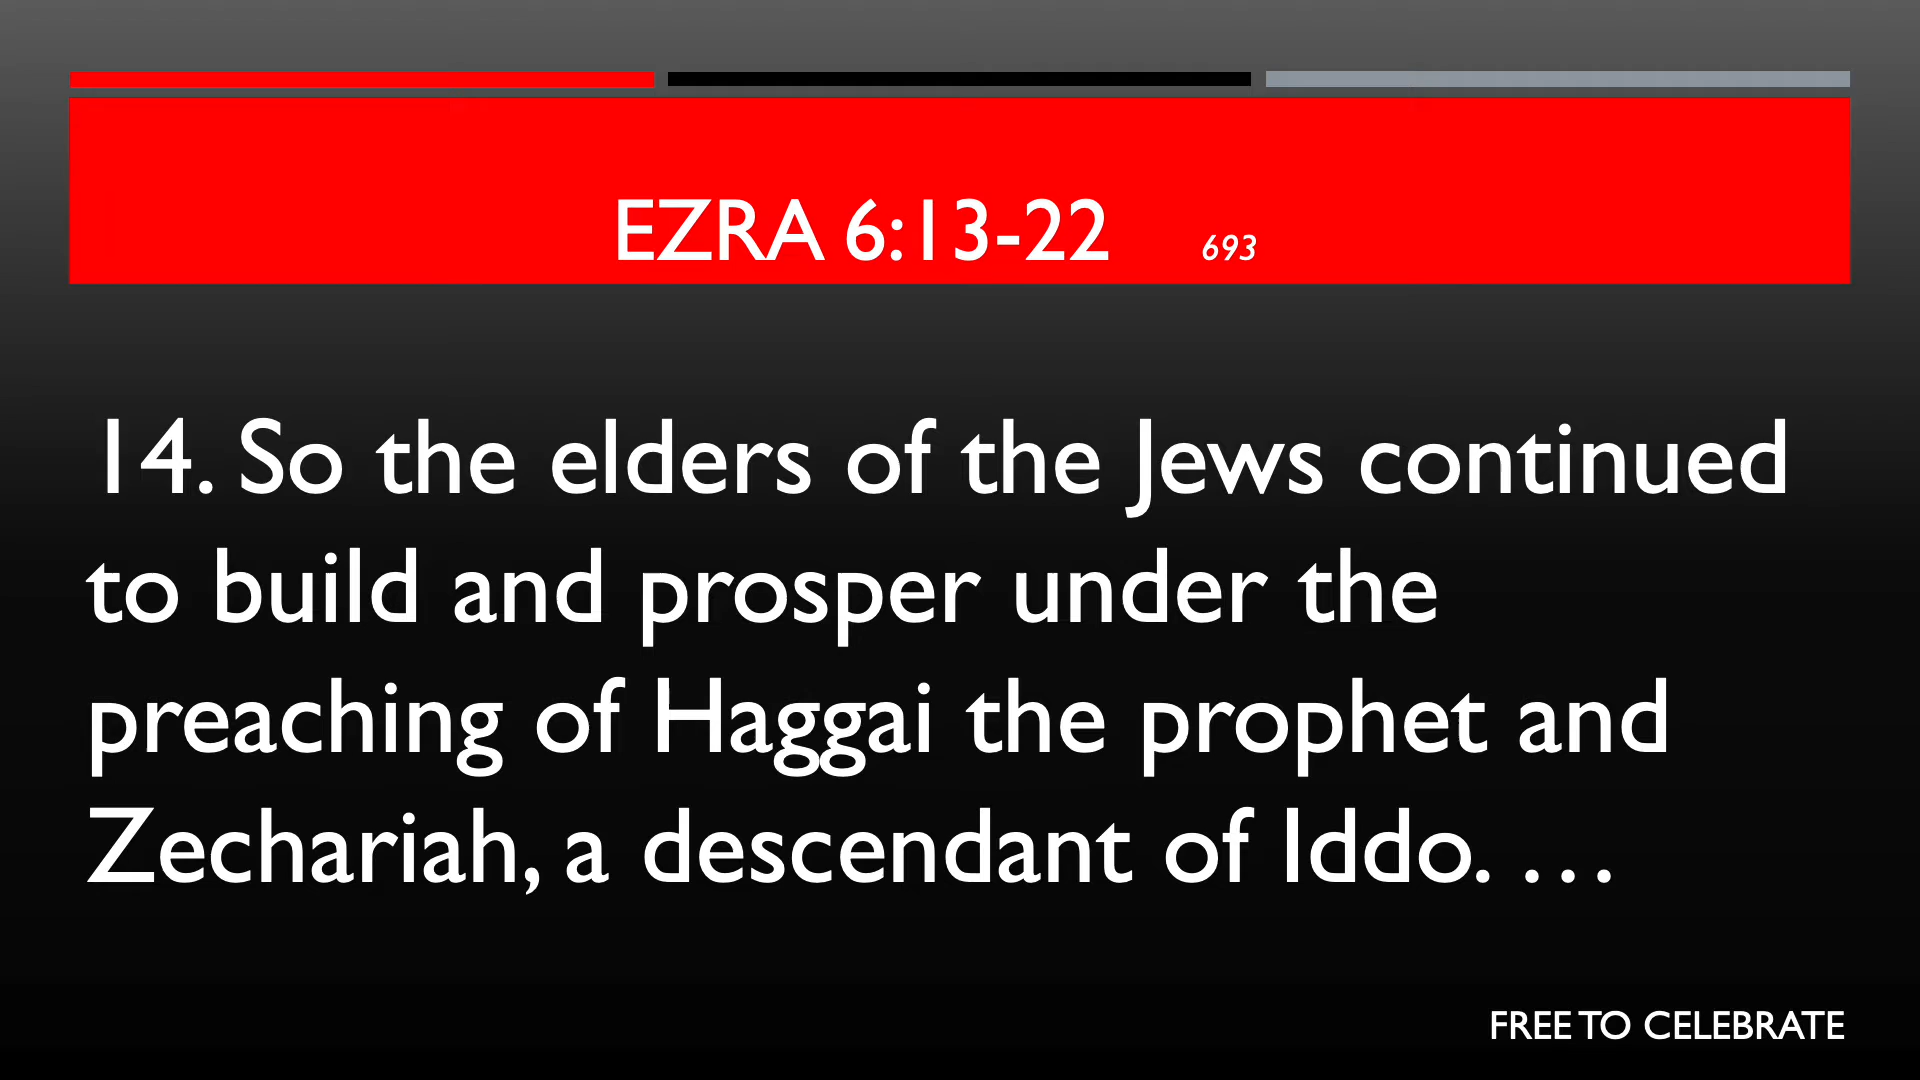 EZRA 6:13-22 693
14. So the elders of the Jews continued
to build and prosper under the
preaching of Haggai the prophet and
Zechariah, a descendant of Iddo. …
FREE TO CELEBRATE